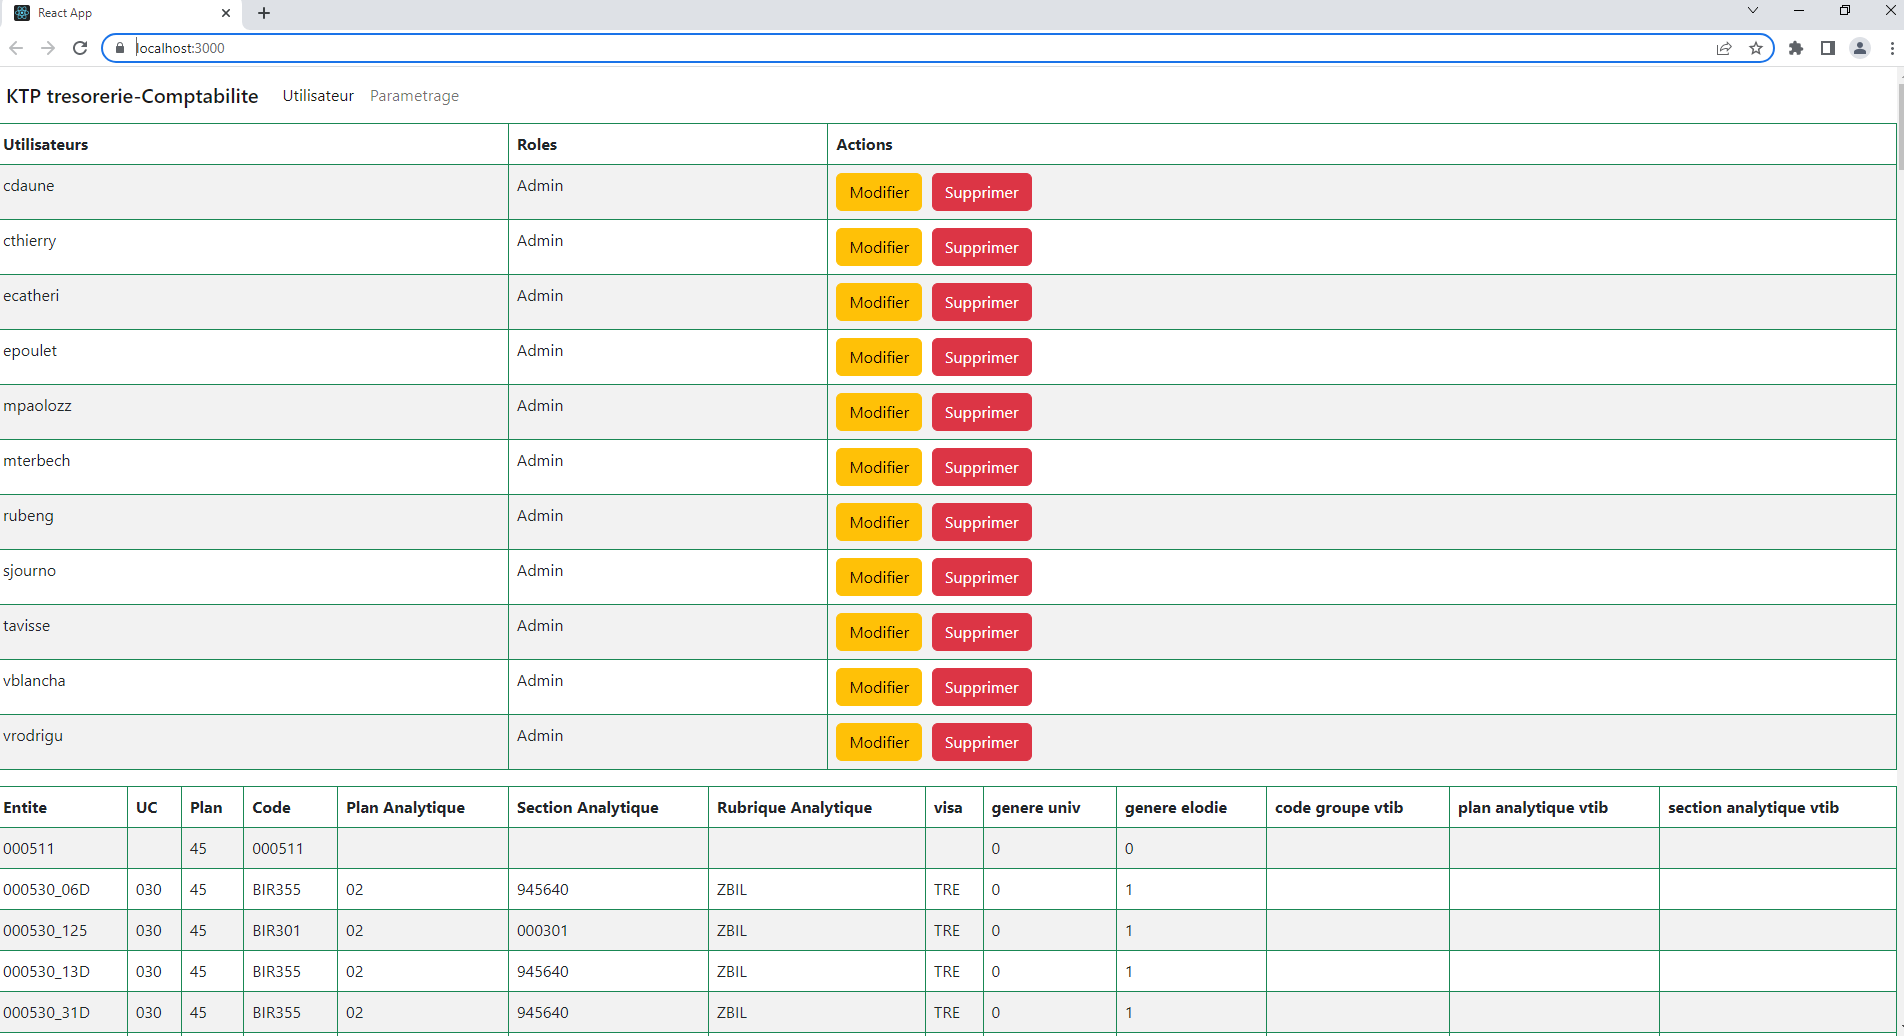 React App
localhost:3000
KTP tresorerie-Comptabilite Utilisateur Parametrage
Utilisateurs Roles Actions
cdaune Admin Modifier Supprimer
cthierry Admin Modifier Supprimer
ecatheri Admin Modifier Supprimer
epoulet Admin Modifier Supprimer
mpaolozz Admin Modifier Supprimer
mterbech Admin Modifier Supprimer
rubeng Admin Modifier Supprimer
sjourno Admin Modifier Supprimer
tavisse Admin Modifier Supprimer
vblancha Admin Modifier Supprimer
vrodrigu Admin Modifier Supprimer
Entite UC Plan Code Plan Analytique Section Analytique Rubrique Analytique visa genere univ genere elodie code groupe vtib plan analytique vtib section analytique vtib
000511 45 000511 0 0
000530_06D 030 45 BIR355 02 945640 ZBIL TRE 0 1
000530_125 030 45 BIR301 02 000301 ZBIL TRE 0 1
000530_13D 030 45 BIR355 02 945640 ZBIL TRE 0 1
000530_31D 030 45 BIR355 02 945640 ZBIL TRE 0 1